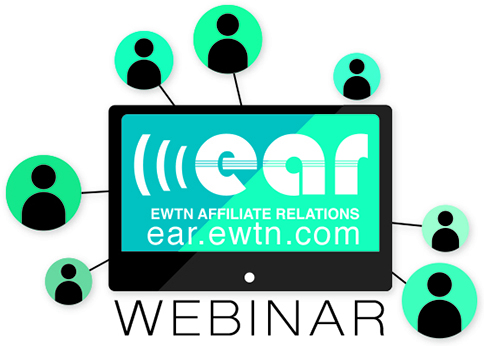 ear
EWTN AFFILIATE RELATIONS
ear.ewtn.com
WEBINAR